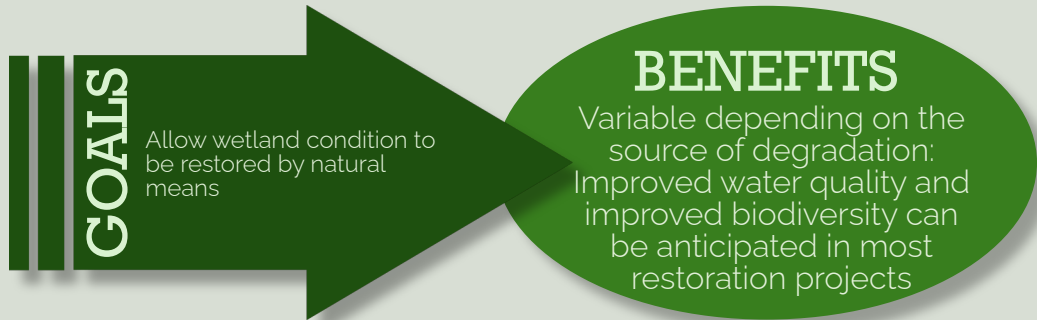 GOALS
Allow wetland condition to
be restored by natural
means
BENEFITS
Variable depending on the
source of degradation:
Improved water quality and
improved biodiversity can
be anticipated in most
restoration projects